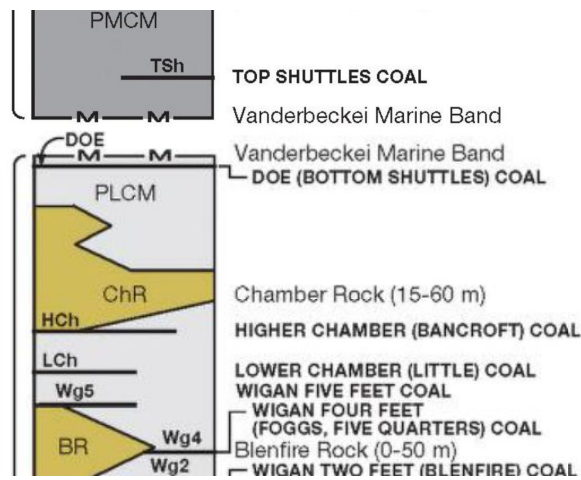 PMCM
TSh
TOP SHUTTLES COAL
M M
Vanderbeckei Marine Band
DOE
M M
Vanderbeckei Marine Band
DOE (BOTTOM SHUTTLES) COAL
PLCM
ChR
Chamber Rock (15-60 m)
HCh
HIGHER CHAMBER (BANCROFT) COAL
LCh
LOWER CHAMBER (LITTLE) COAL
Wg5
WIGAN FIVE FEET COAL
WIGAN FOUR FEET
(FOGGS, FIVE QUARTERS) COAL
Wg4
BR
Blenfire Rock (0-50 m)
Wg2
WIGAN TWO FEET (BLENFIRE) COAL